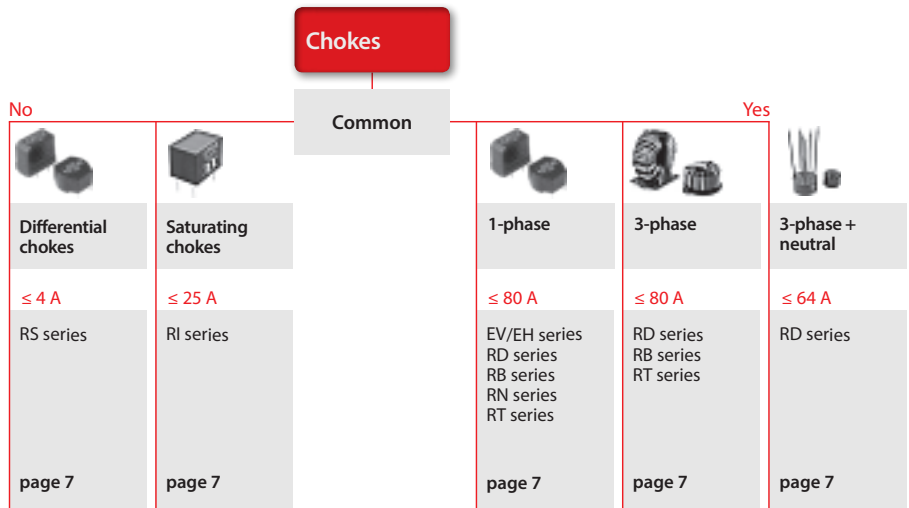 Chokes
Common
No
Yes
Differential
chokes
≤ 4 A
RS series
page 7
Saturating
chokes
≤ 25 A
RI series
page 7
1-phase
≤ 80 A
EV/EH series
RD series
RB series
RN series
RT series
page 7
3-phase
≤ 80 A
RD series
RB series
RT series
page 7
3-phase +
neutral
≤ 64 A
RD series
page 7